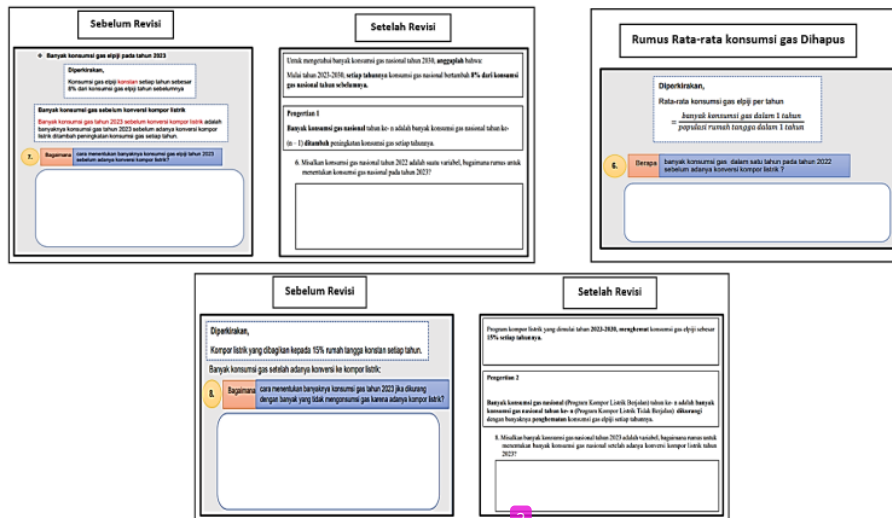 Sebelum Revisi
❖ Banyak konsumsi gas elpiji pada tahun 2023
Diperkirakan,
Konsumsi gas elpiji konstan setiap tahun sebesar
8% dari konsumsi gas elpiji tahun sebelumnya
Banyak konsumsi gas sebelum konversi kompor listrik
Banyak konsumsi gas tahun 2023 sebelum konversi kompor listrik adalah
banyaknya konsumsi gas tahun 2023 sebelum adanya konversi kompor
listrik ditambah peningkatan konsumsi gas setiap tahun.
7. Bagaimana cara menentukan banyaknya konsumsi gas elpiji tahun 2023
sebelum adanya konversi kompor listrik?
Setelah Revisi
Untuk mengetahui banyak konsumsi gas nasional tahun 2030, anggaplah bahwa:
Mulai tahun 2023-2030, setiap tahunnya konsumsi gas nasional bertambah 8% dari konsumsi
gas nasional tahun sebelumnya.
Pengertian 1
Banyak konsumsi gas nasional tahun ke- n adalah banyak konsumsi gas nasional tahun ke-
(n – 1) ditambah peningkatan konsumsi gas setiap tahunnya.
6. Misalkan konsumsi gas nasional tahun 2022 adalah suatu variabel, bagaimana rumus untuk
menentukan konsumsi gas nasional pada tahun 2023?
Rumus Rata-rata konsumsi gas Dihapus
Diperkirakan,
Rata-rata konsumsi gas elpiji per tahun
= banyak konsumsi gas dalam 1 tahun
populasi rumah tangga dalam 1 tahun
6. Berapa banyak konsumsi gas dalam satu tahun pada tahun 2022
sebelum adanya konversi kompor listrik ?
Sebelum Revisi
Diperkirakan,
Kompor listrik yang dibagikan kepada 15% rumah tangga konstan setiap tahun.
Banyak konsumsi gas setelah adanya konversi ke kompor listrik:
8. Bagaimana cara menentukan banyaknya konsumsi gas tahun 2023 jika dikurang
dengan banyak yang tidak mengonsumsi gas karena adanya kompor listrik?
Setelah Revisi
Program kompor listrik yang dimulai tahun 2023-2030, menghemat konsumsi gas elpiji sebesar
15% setiap tahunnya.
Pengertian 2
Banyak konsumsi gas nasional (Program Kompor Listrik Berjalan) tahun ke- n adalah banyak
konsumsi gas nasional tahun ke- n (Program Kompor Listrik Tidak Berjalan) dikurangi
dengan banyaknya penghematan konsumsi gas elpiji setiap tahunnya.
8. Misalkan banyak konsumsi gas nasional tahun 2023 adalah variabel, bagaimana rumus untuk
menentukan banyak konsumsi gas nasional setelah adanya konversi kompor listrik tahun
2023?